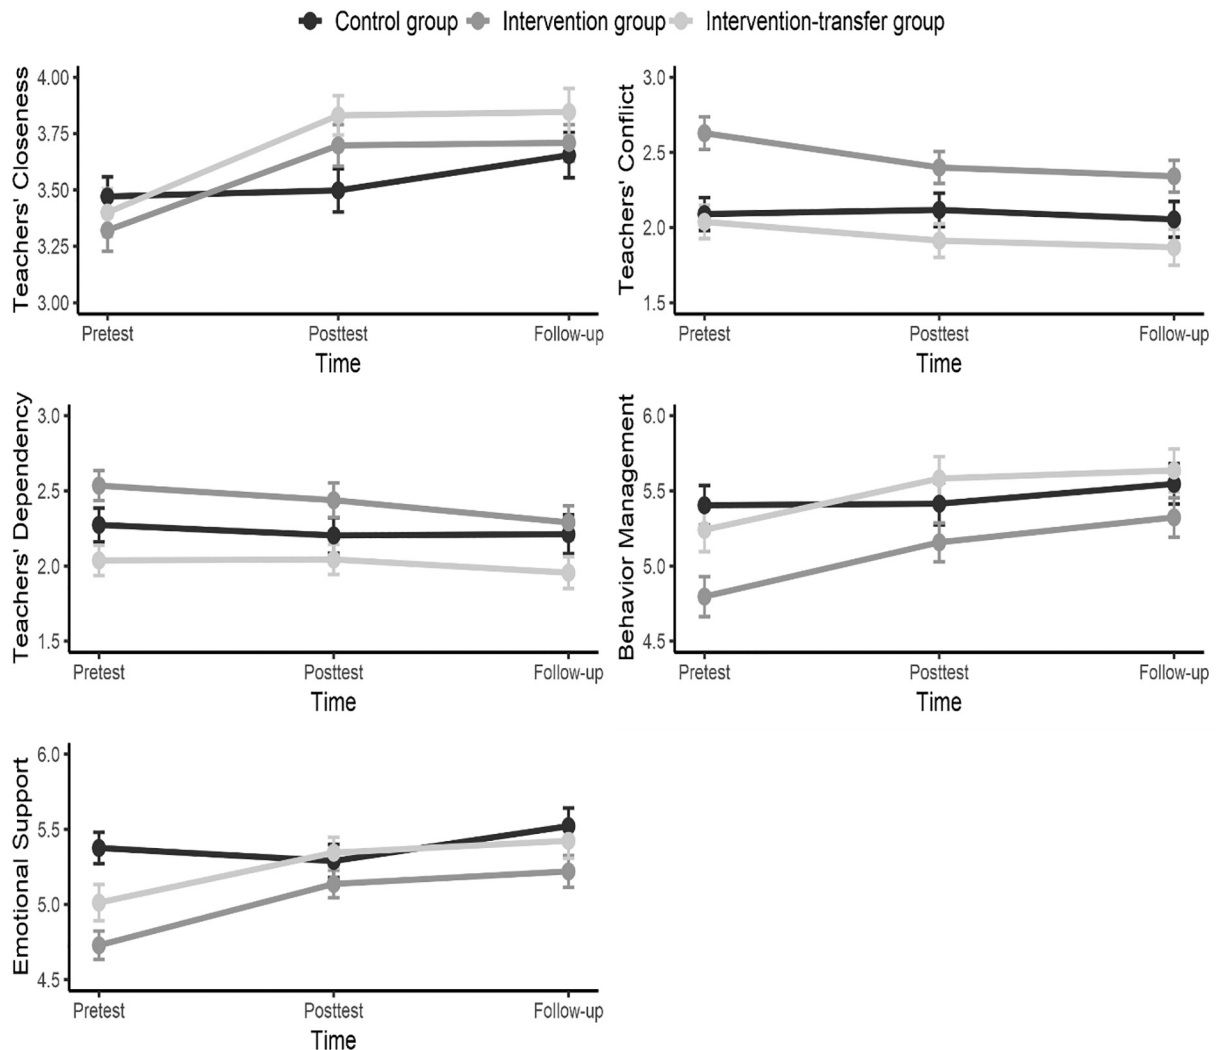 Control group Intervention group Intervention-transfer group
Teachers' Closeness
4.00
3.75
3.50
3.25
3.00
Pretest Posttest Follow-up
Time
Teachers' Conflict
3.0
2.5
2.0
1.5
Pretest Posttest Follow-up
Time
Teachers' Dependency
3.0
2.5
2.0
1.5
Pretest Posttest Follow-up
Time
Behavior Management
6.0
5.5
5.0
4.5
Pretest Posttest Follow-up
Time
Emotional Support
6.0
5.5
5.0
4.5
Pretest Posttest Follow-up
Time